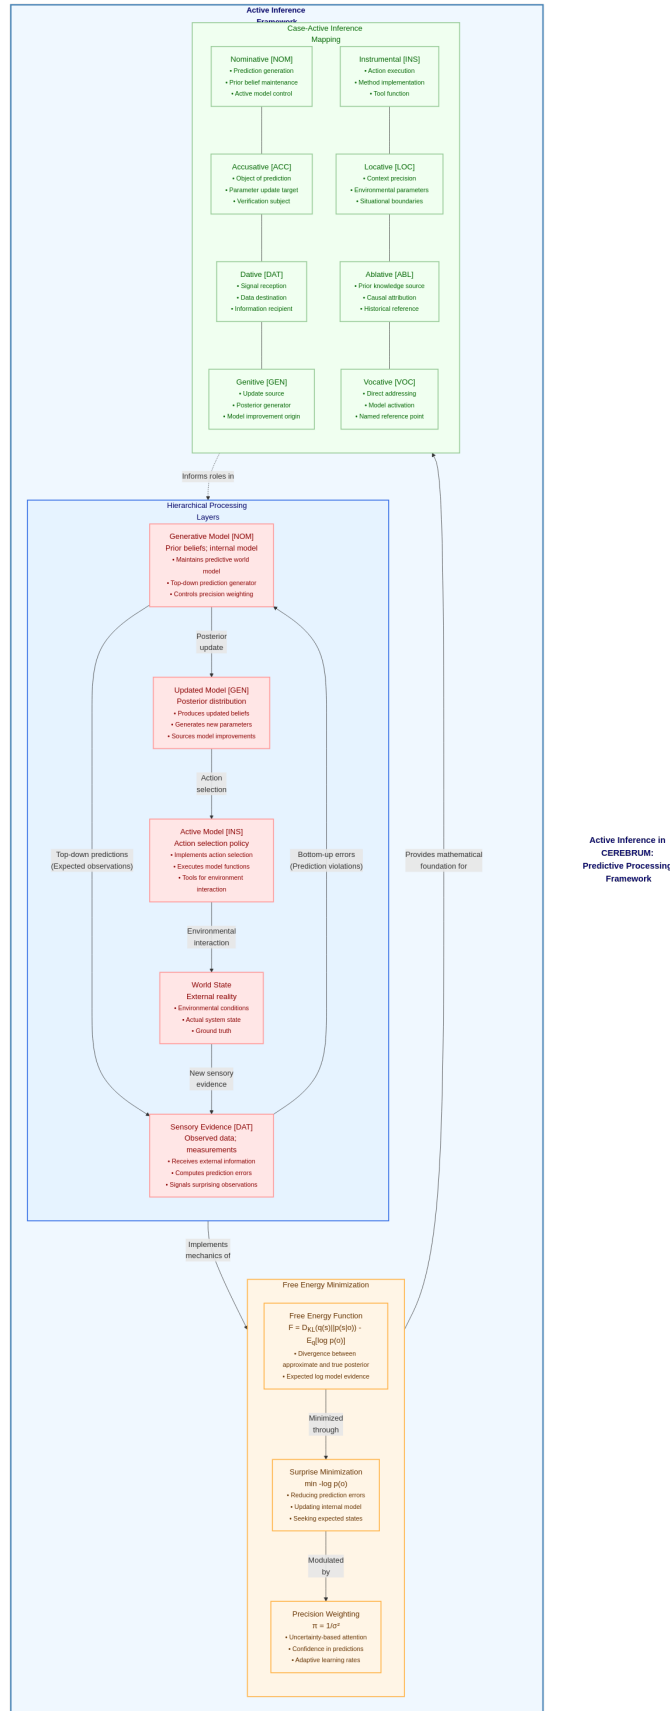 Active Inference
Framework
Case-Active Inference
Mapping
Nominative [NOM]
• Prediction generation
• Prior belief maintenance
• Active model control
Instrumental [INS]
• Action execution
• Method implementation
• Tool function
Accusative [ACC]
• Object of prediction
• Parameter update target
• Verification subject
Locative [LOC]
• Context precision
• Environmental parameters
• Situational boundaries
Dative [DAT]
• Signal reception
• Data destination
• Information recipient
Ablative [ABL]
• Prior knowledge source
• Causal attribution
• Historical reference
Genitive [GEN]
• Update source
• Posterior generator
• Model improvement origin
Vocative [VOC]
• Direct addressing
• Model activation
• Named reference point
Informs roles in
Hierarchical Processing
Layers
Generative Model [NOM]
Prior beliefs; internal model
• Maintains predictive world
model
• Top-down prediction generator
• Controls precision weighting
Posterior
update
Updated Model [GEN]
Posterior distribution
• Produces updated beliefs
• Generates new parameters
• Sources model improvements
Action
selection
Active Model [INS]
Action selection policy
• Implements action selection
• Executes model functions
• Tools for environment
interaction
Top-down predictions
(Expected observations)
Bottom-up errors
(Prediction violations)
Provides mathematical
foundation for
Active Inference in
CEREBRUM:
Predictive Processing
Framework
Environmental
interaction
World State
External reality
• Environmental conditions
• Actual system state
• Ground truth
New sensory
evidence
Sensory Evidence [DAT]
Observed data;
measurements
• Receives external information
• Computes prediction errors
• Signals surprising observations
Implements
mechanics of
Free Energy Minimization
Free Energy Function
F = D<sub>KL</sub>(q(s)||p(s|o)) -
E<sub>q</sub>[log p(o)]
• Divergence between
approximate and true posterior
• Expected log model evidence
Minimized
through
Surprise Minimization
min -log p(o)
• Reducing prediction errors
• Updating internal model
• Seeking expected states
Modulated
by
Precision Weighting
π = 1/σ²
• Uncertainty-based attention
• Confidence in predictions
• Adaptive learning rates